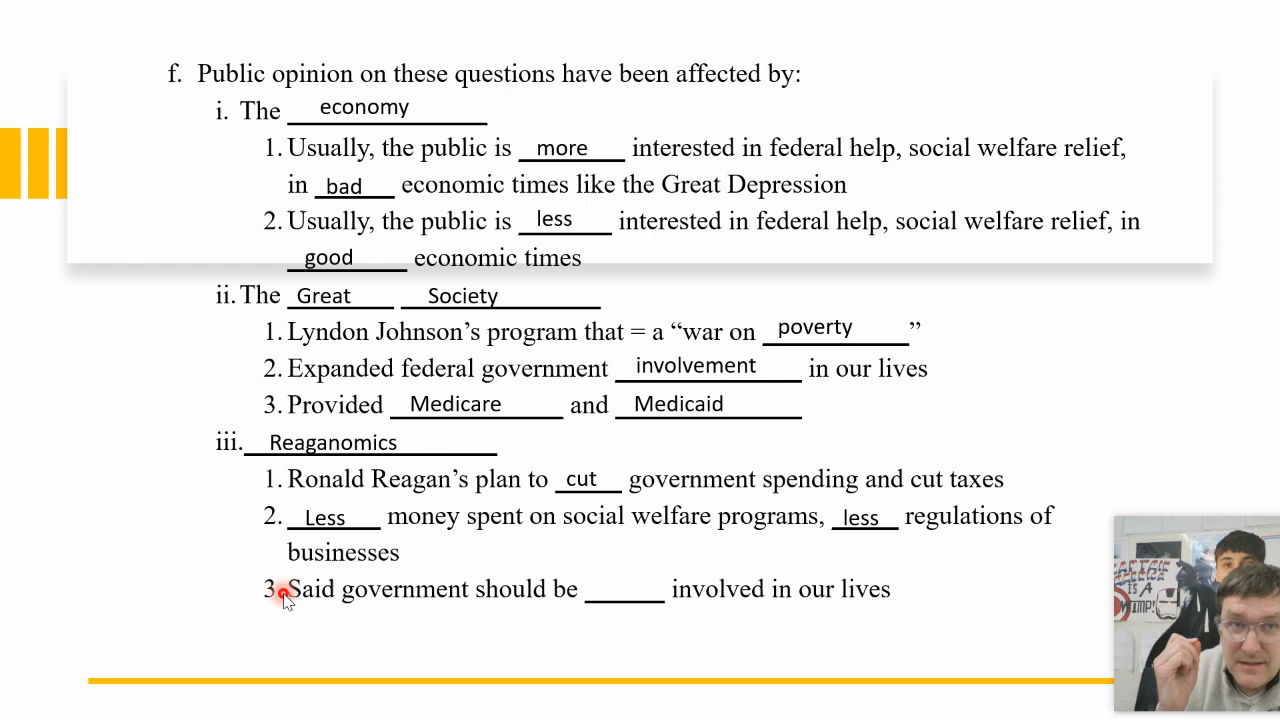 f. Public opinion on these questions have been affected by:
i. The economy
1. Usually, the public is more interested in federal help, social welfare relief,
in bad economic times like the Great Depression
2. Usually, the public is less interested in federal help, social welfare relief, in
good economic times
ii. The Great Society
1. Lyndon Johnson’s program that = a “war on poverty”
2. Expanded federal government involvement in our lives
3. Provided Medicare and Medicaid
iii. Reaganomics
1. Ronald Reagan’s plan to cut government spending and cut taxes
2. Less money spent on social welfare programs, less regulations of
businesses
3. Said government should be ______ involved in our lives
IS A
WIMP!